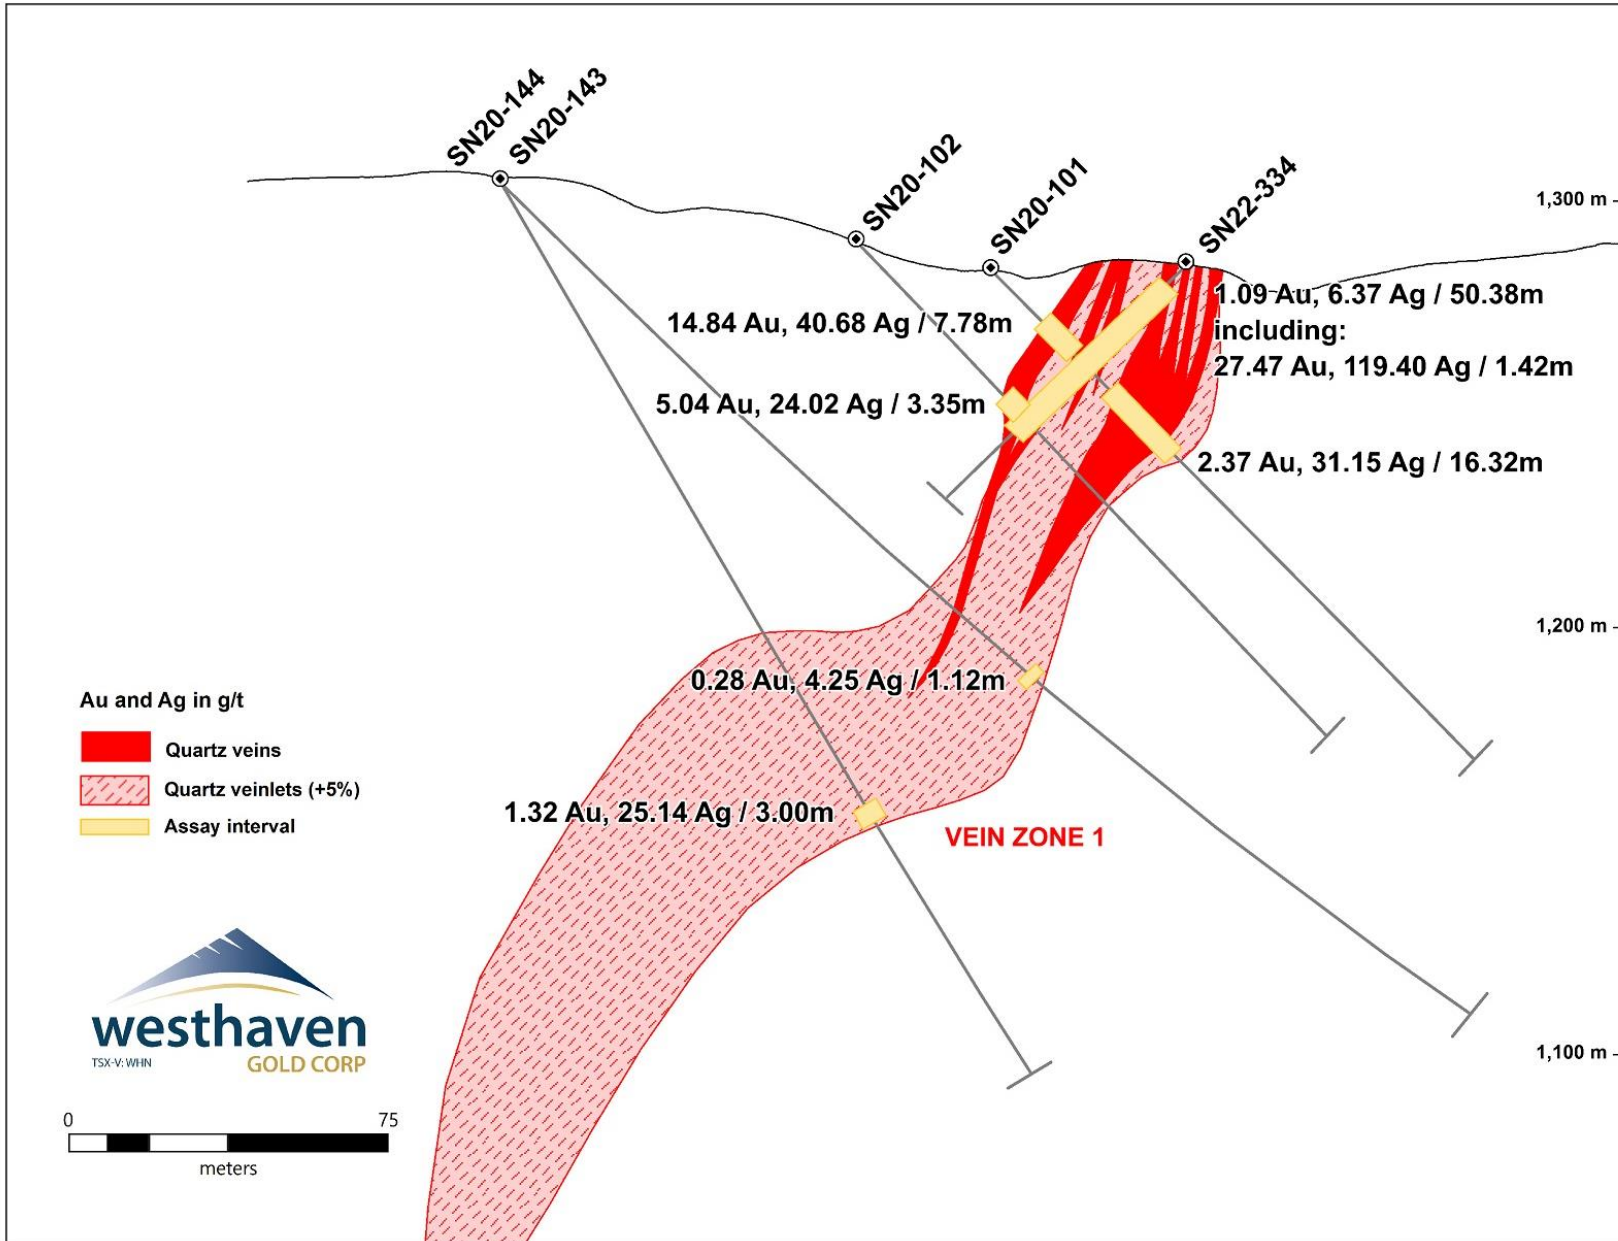 SN20-144
SN20-143
SN20-102
SN20-101
SN22-334
1,300 m
14.84 Au, 40.68 Ag / 7.78m
1.09 Au, 6.37 Ag / 50.38m
including:
27.47 Au, 119.40 Ag / 1.42m
5.04 Au, 24.02 Ag / 3.35m
2.37 Au, 31.15 Ag / 16.32m
1,200 m
0.28 Au, 4.25 Ag / 1.12m
1.32 Au, 25.14 Ag / 3.00m
VEIN ZONE 1
Au and Ag in g/t
Quartz veins
Quartz veinlets (+5%)
Assay interval
westhaven
TSX-V: WHN
GOLD CORP
1,100 m
0 75
meters